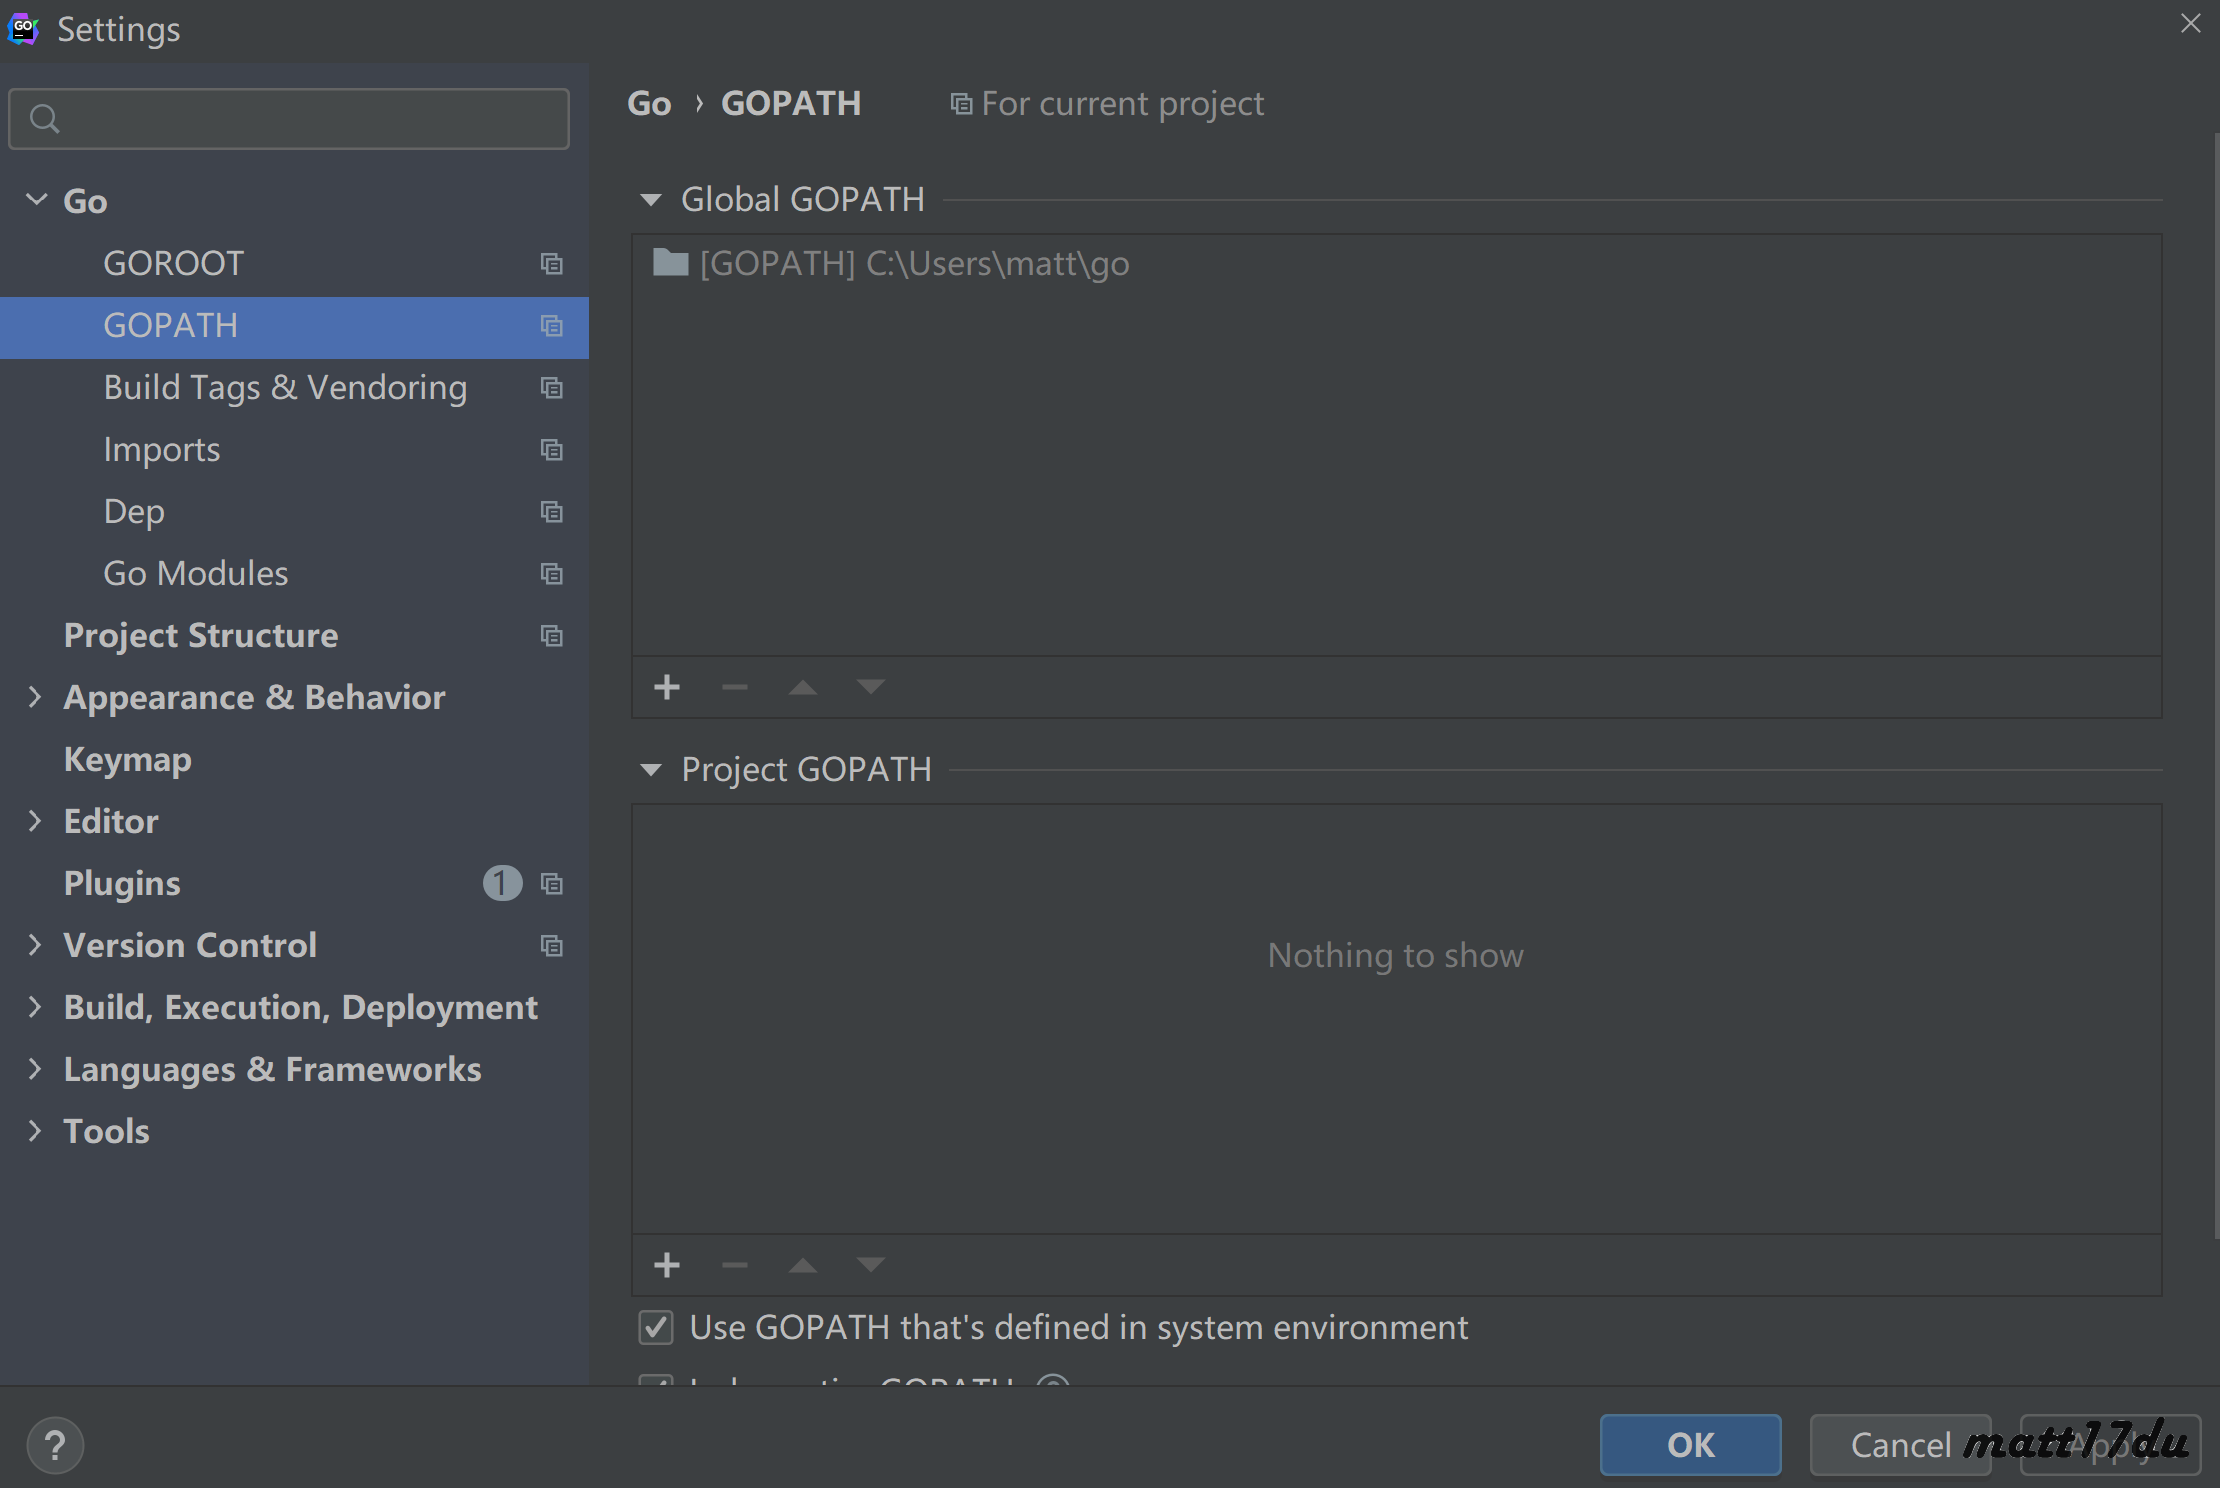 Settings
Go › GOPATH For current project
Go
GOROOT
GOPATH
Build Tags & Vendoring
Imports
Dep
Go Modules
Project Structure
Appearance & Behavior
Keymap
Editor
Plugins 1
Version Control
Build, Execution, Deployment
Languages & Frameworks
Tools
Global GOPATH
[GOPATH] C:\Users\matt\go
Project GOPATH
Nothing to show
Use GOPATH that's defined in system environment
GOPATH
? OK Cancel Apply
matt17du